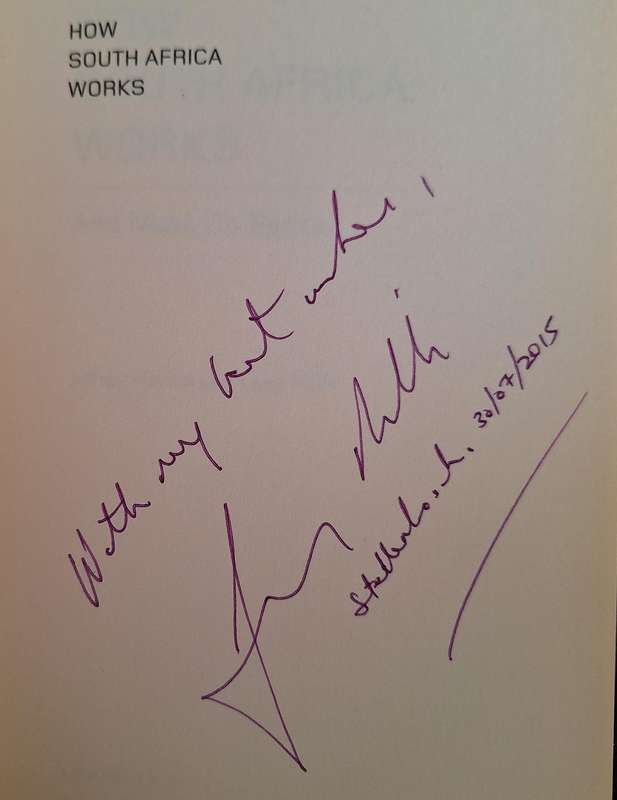 HOW
SOUTH AFRICA
WORKS
With my best wishes,
Stellenbosch, 30/07/2015